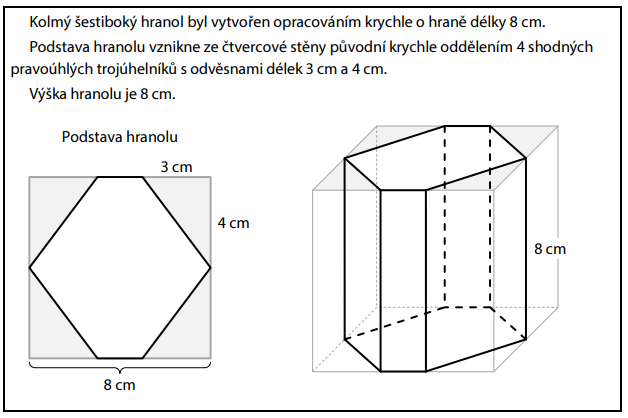 Kolmý šestiboký hranol byl vytvořen opracováním krychle o hraně délky 8 cm.
Podstava hranolu vznikne ze čtvercové stěny původní krychle oddělením 4 shodných
pravoúhlých trojúhelníků s odvěsnami délek 3 cm a 4 cm.
Výška hranolu je 8 cm.
Podstava hranolu
3 cm
4 cm
8 cm
8 cm